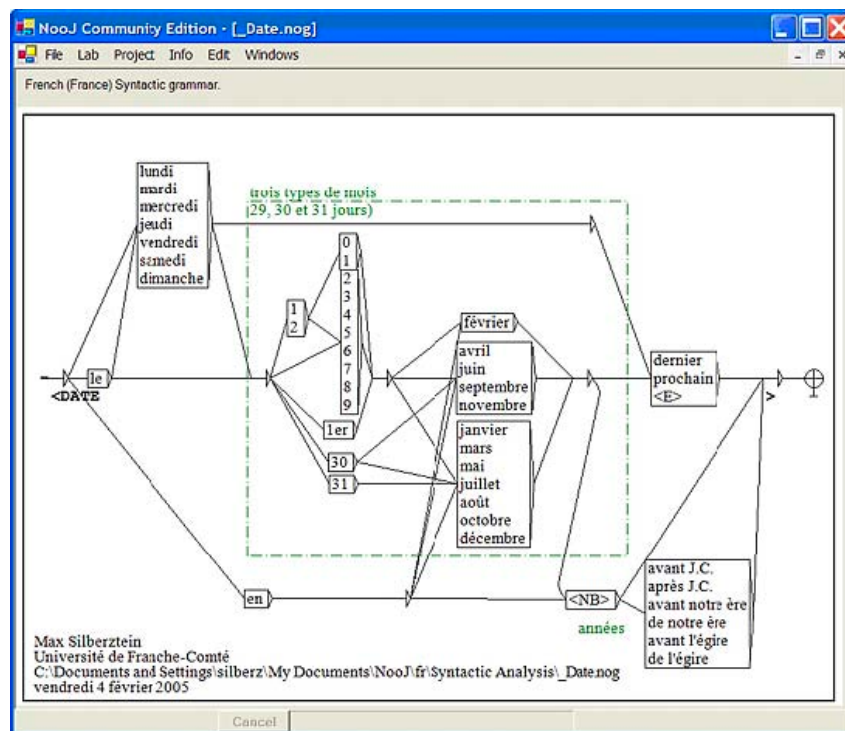 NooJ Community Edition - [_Date.nog]
File Lab Project Info Edit Windows
French (France) Syntactic grammar.
lundi
mardi
mercredi
jeudi
vendredi
samedi
dimanche
trois types de mois
29, 30 et 31 jours)
0
1
2
3
4
5
6
7
8
9
1
2
le
<DATE
1er
30
31
février
avril
juin
septembre
novembre
janvier
mars
mai
juillet
août
octobre
décembre
dernier
prochain
<E>
>
en
<NB>
années
avant J.C.
après J.C.
avant notre ère
de notre ère
avant l'égire
de l'égire
Max Silberztein
Université de Franche-Comté
C:\Documents and Settings\silberz\My Documents\NooJ\fr\Syntactic Analysis\_Date.nog
vendredi 4 février 2005
Cancel